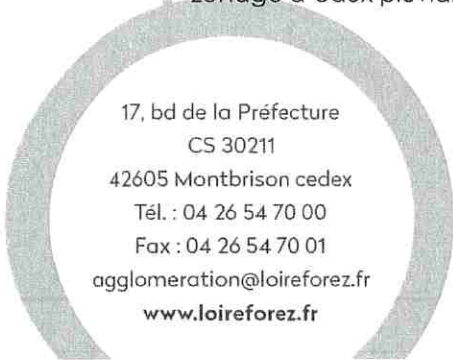 17, bd de la Préfecture
CS 30211
42605 Montbrison cedex
Tél. : 04 26 54 70 00
Fax : 04 26 54 70 01
agglomeration@loireforez.fr
www.loireforez.fr